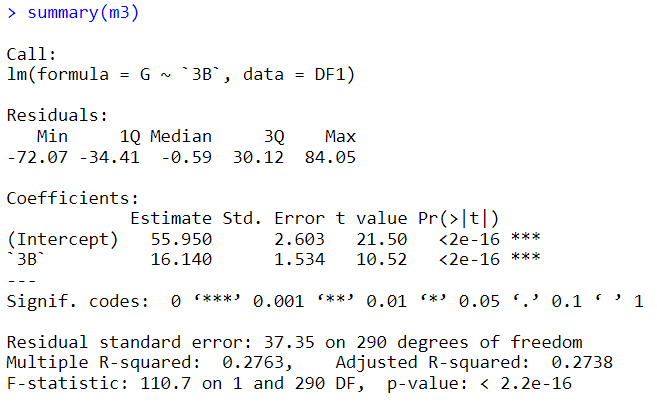 > summary(m3)
Call:
lm(formula = G ~ `3B`, data = DF1)
Residuals:
   Min     1Q Median     3Q    Max
-72.07 -34.41  -0.59  30.12  84.05
Coefficients:
            Estimate Std. Error t value Pr(>|t|)
(Intercept)   55.950      2.603   21.50   <2e-16 ***
`3B`          16.140      1.534   10.52   <2e-16 ***
---
Signif. codes:  0 ‘***’ 0.001 ‘**’ 0.01 ‘*’ 0.05 ‘.’ 0.1 ‘ ’ 1
Residual standard error: 37.35 on 290 degrees of freedom
Multiple R-squared:  0.2763,    Adjusted R-squared:  0.2738
F-statistic: 110.7 on 1 and 290 DF,  p-value: < 2.2e-16